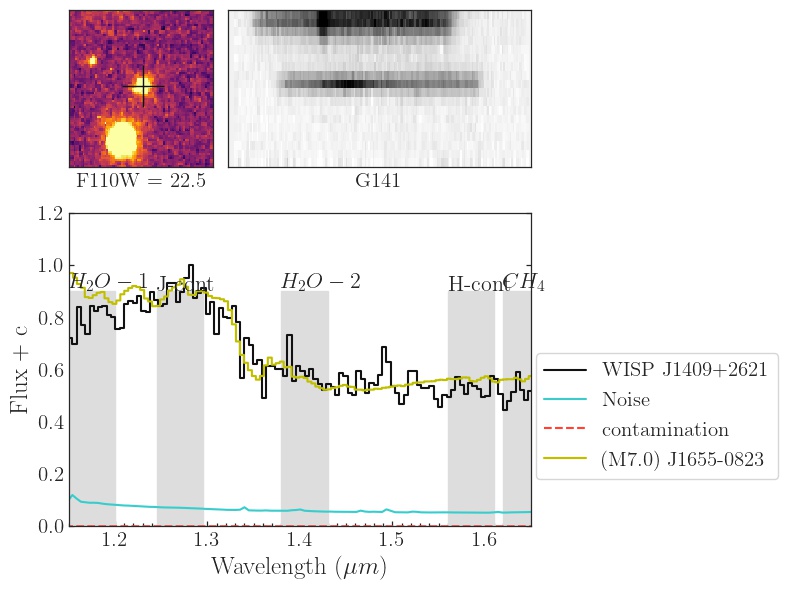 F110W = 22.5
G141
H₂O − 1
J-cont
H₂O − 2
H-cont
CH₄
1.2
1.0
0.8
0.6
0.4
0.2
0.0
Flux + c
1.2
1.3
1.4
1.5
1.6
Wavelength (μm)
WISP J1409+2621
Noise
contamination
(M7.0) J1655-0823